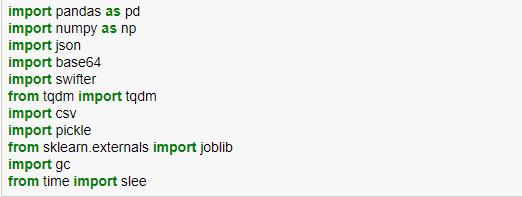 import pandas as pd
import numpy as np
import json
import base64
import swifter
from tqdm import tqdm
import csv
import pickle
from sklearn.externals import joblib
import gc
from time import slee